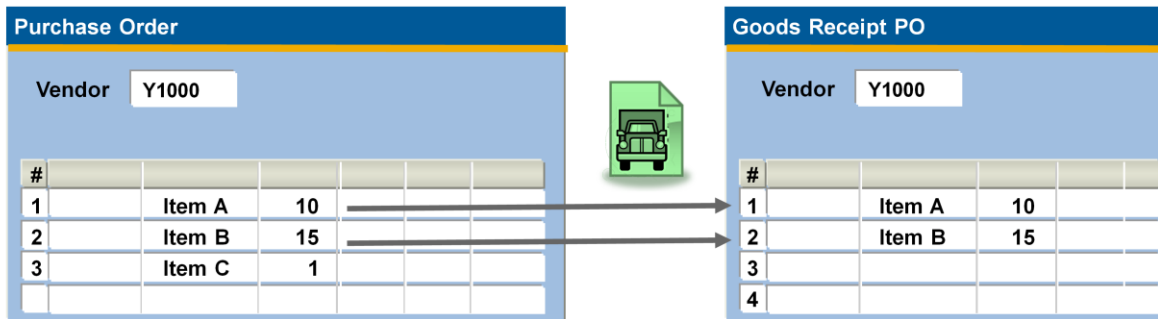 Purchase Order
Vendor Y1000
#
1 Item A 10
2 Item B 15
3 Item C 1
Goods Receipt PO
Vendor Y1000
#
1 Item A 10
2 Item B 15
3
4